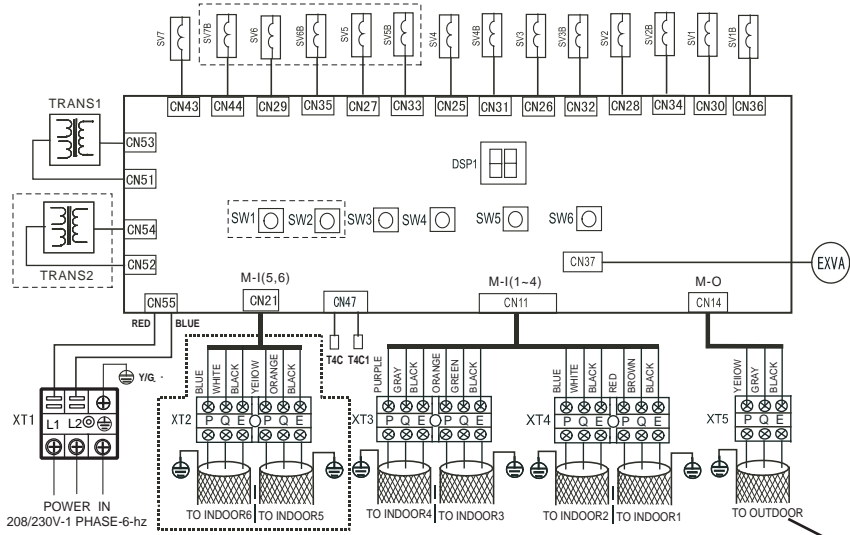 SV7 SV7B SV6 SV6B SV5 SV5B SV4 SV4B SV3 SV3B SV2 SV2B SV1 SV1B
CN43 CN44 CN29 CN35 CN27 CN33 CN25 CN31 CN26 CN32 CN28 CN34 CN30 CN36
TRANS1
CN53
CN51
DSP1
SW1 SW2 SW3 SW4 SW5 SW6
CN54
CN52
TRANS2
CN37
EXVA
M-I(5,6)
M-I(1~4)
M-O
CN55 CN21 CN47 CN11 CN14
RED BLUE
T4C T4C1
Y/G.
BLUE WHITE BLACK YEIIOW ORANGE BLACK
PURPLE GRAY BLACK ORANGE GREEN BLACK
BLUE WHITE BLACK RED BROWN BLACK
YEIIOW GRAY BLACK
XT1
L1 L2
XT2 P Q E P Q E
XT3 P Q E P Q E
XT4 P Q E P Q E
XT5 P Q E
POWER IN
208/230V-1 PHASE-6-hz
TO INDOOR6 TO INDOOR5
TO INDOOR4 TO INDOOR3
TO INDOOR2 TO INDOOR1
TO OUTDOOR